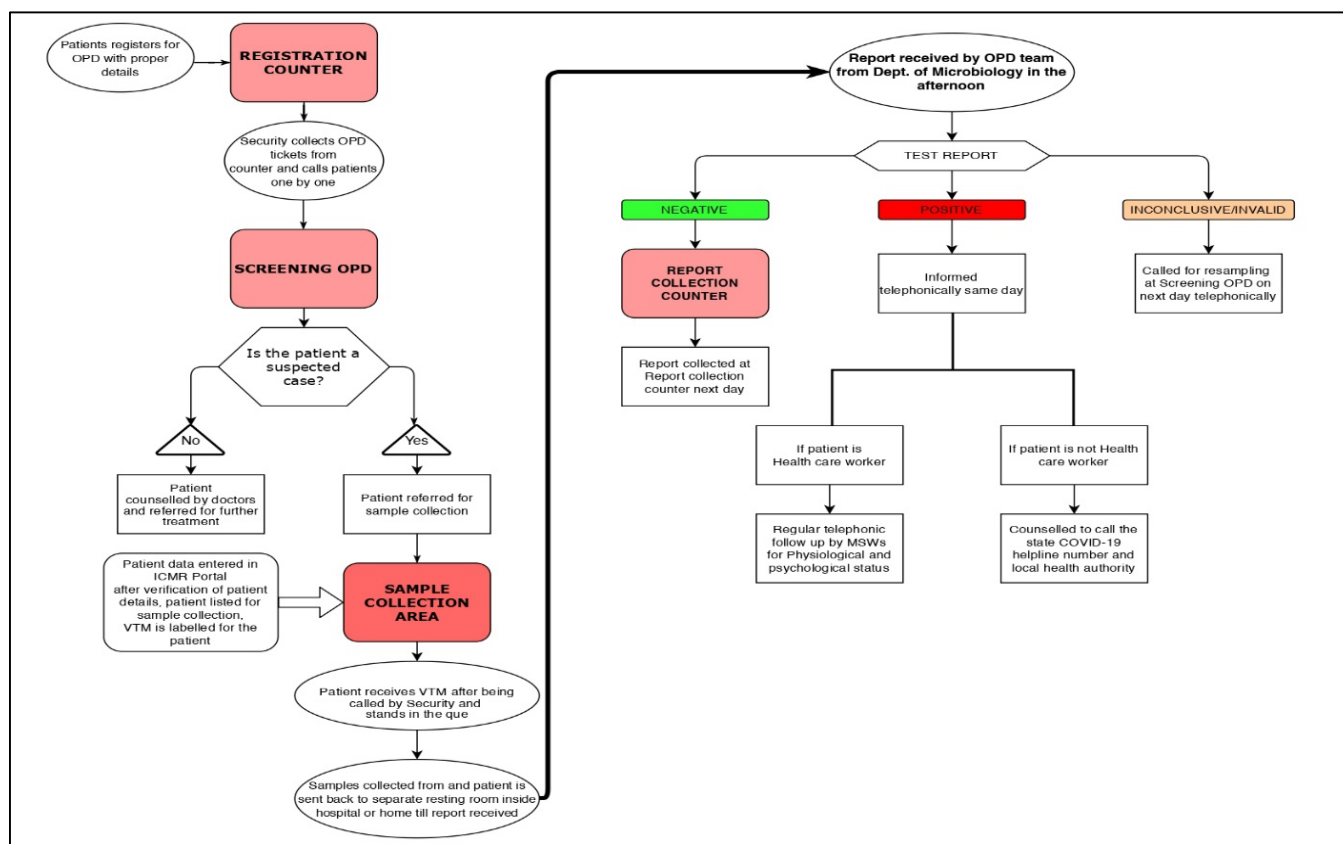 Patients registers for
OPD with proper
details
REGISTRATION
COUNTER
Security collects OPD
tickets from
counter and calls patients
one by one
SCREENING OPD
Is the patient a
suspected
case?
No
Yes
Patient
counselled by doctors
and referred for further
treatment
Patient referred for
sample collection
Patient data entered in
ICMR Portal
after verification of patient
details, patient listed for
sample collection,
VTM is labelled for the
patient
SAMPLE
COLLECTION
AREA
Patient receives VTM after being
called by Security and
stands in the que
Samples collected from and patient is
sent back to separate resting room inside
hospital or home till report received
Report received by OPD team
from Dept. of Microbiology in the
afternoon
TEST REPORT
NEGATIVE
POSITIVE
INCONCLUSIVE/INVALID
REPORT
COLLECTION
COUNTER
Informed
telephonically same day
Called for resampling
at Screening OPD on
next day telephonically
Report collected at
Report collection
counter next day
If patient is
Health care worker
If patient is not Health
care worker
Regular telephonic
follow up by MSWs
for Physiological and
psychological status
Counselled to call the
state COVID-19
helpline number and
local health authority